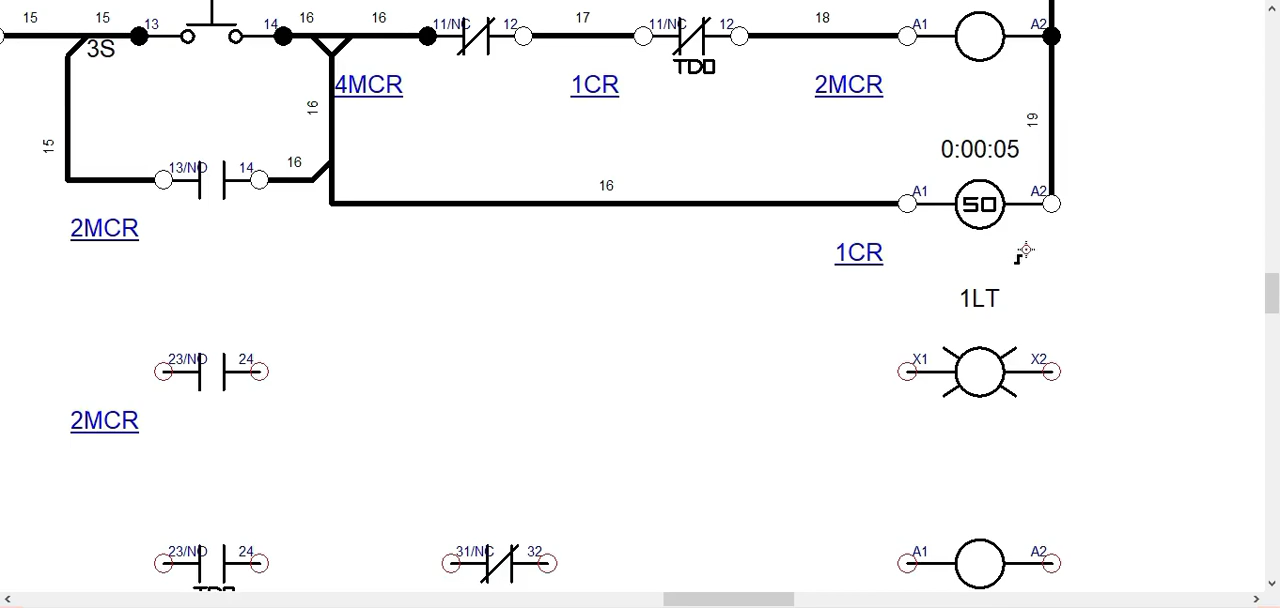 15 15 13 14 16 16 11/NC 12 17 11/NC 12 18 A1 A2
3S TDO
4MCR 1CR 2MCR
15 16 19
0:00:05
13/NO 14 16 16 A1 SO A2
2MCR 1CR
1LT
23/NO 24 X1 X2
2MCR
23/NO 24 31/NC 32 A1 A2
TDO